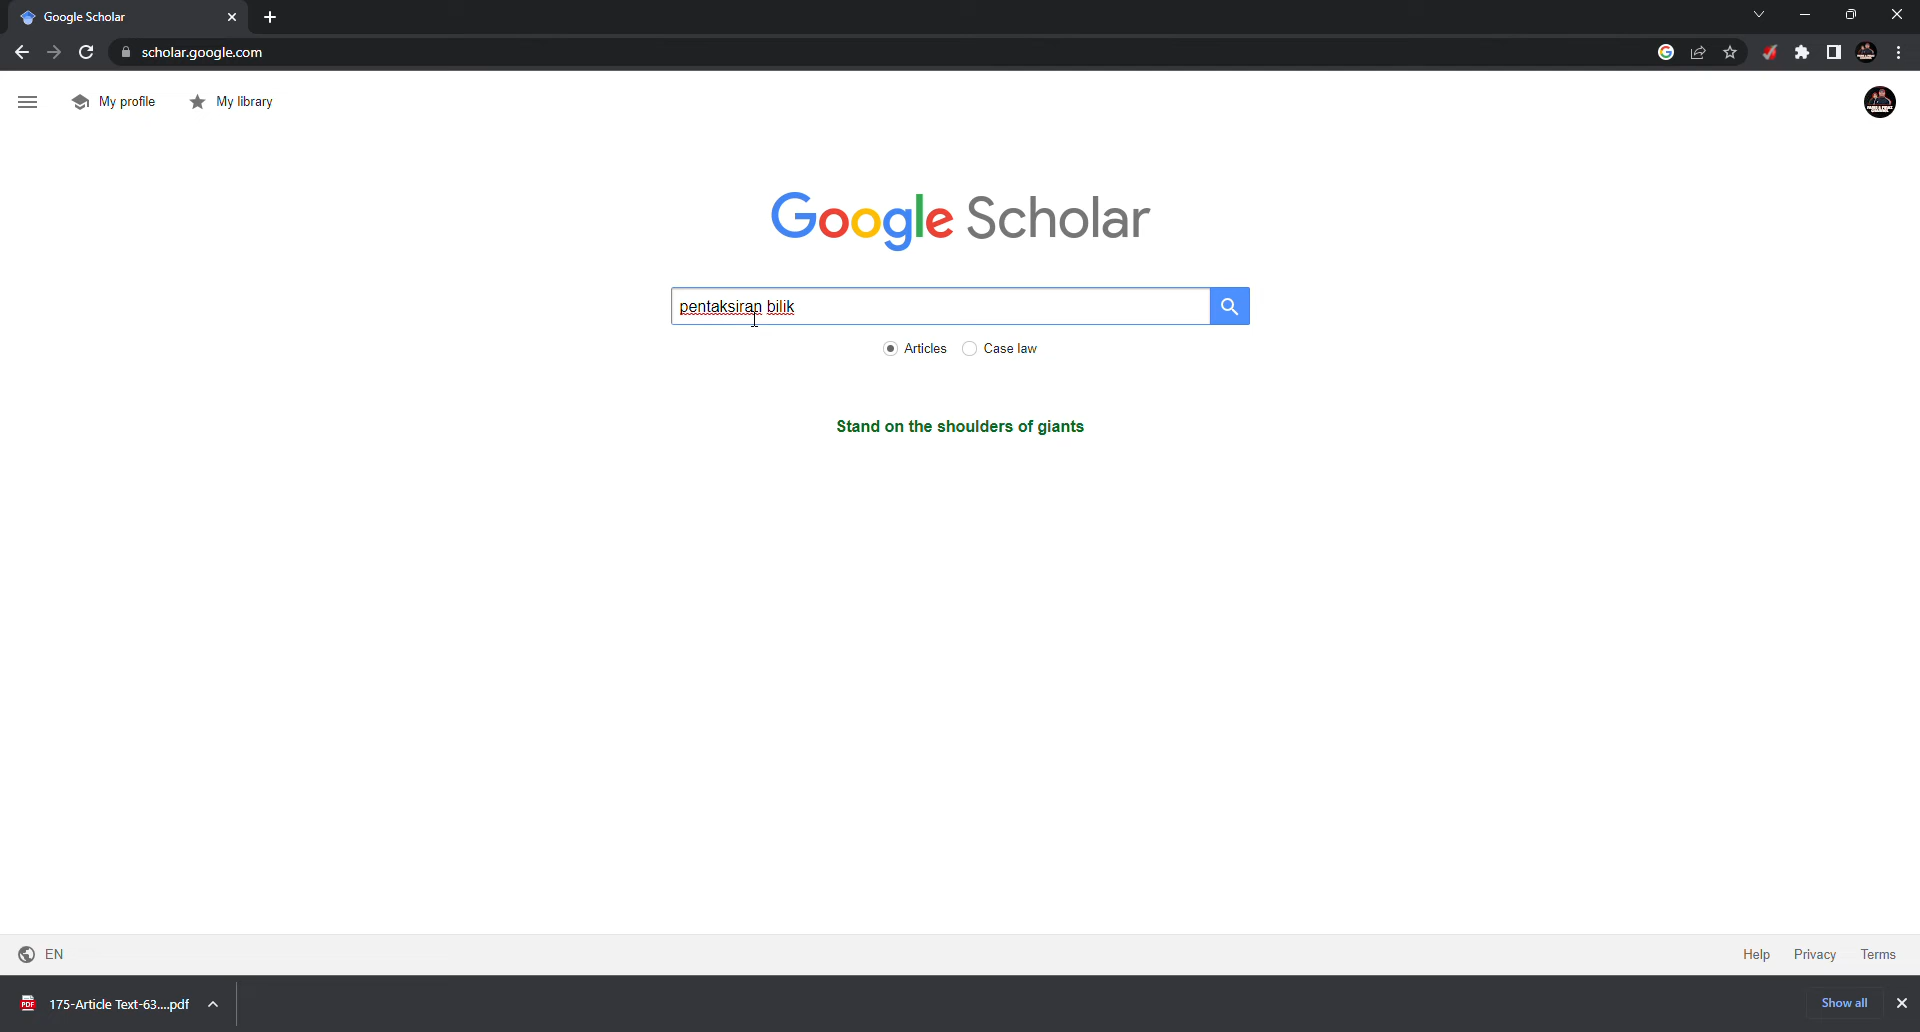 Google Scholar
scholar.google.com
My profile
My library
Google Scholar
pentaksiran bilik
Articles
Case law
Stand on the shoulders of giants
EN
Help
Privacy
Terms
175-Article Text-63....pdf
Show all